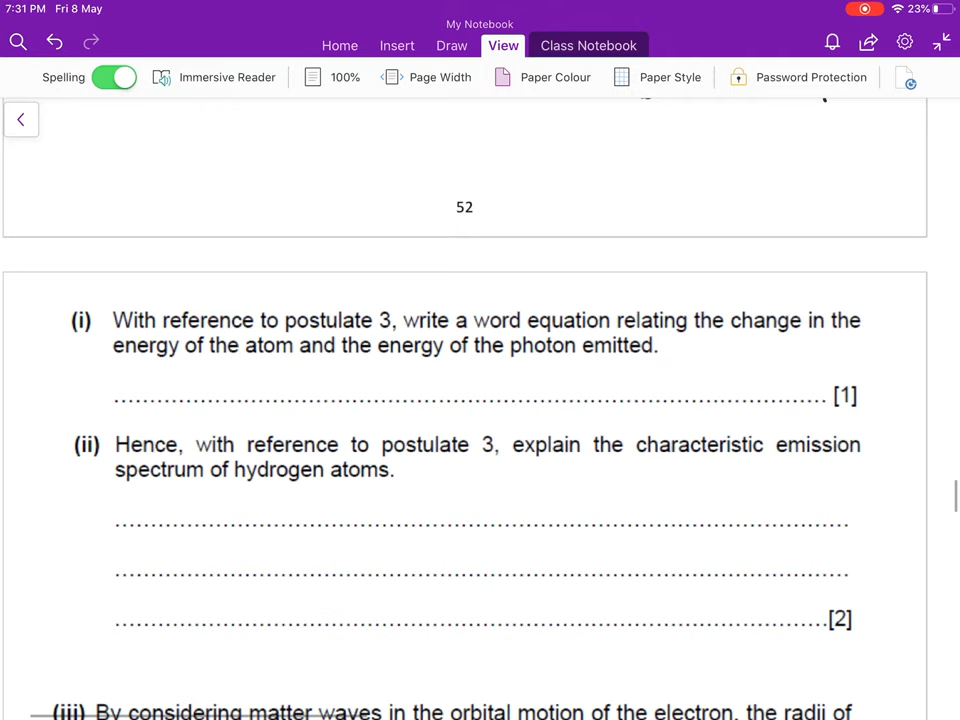 7:31 PM Fri 8 May
23%
My Notebook
Home Insert Draw View Class Notebook
Spelling Immersive Reader 100% Page Width Paper Colour Paper Style Password Protection
52
(i) With reference to postulate 3, write a word equation relating the change in the
energy of the atom and the energy of the photon emitted.
.................................................................................................. [1]
(ii) Hence, with reference to postulate 3, explain the characteristic emission
spectrum of hydrogen atoms.
.....................................................................................................
.....................................................................................................
..................................................................................................[2]
(iii) By considering matter waves in the orbital motion of the electron, the radii of